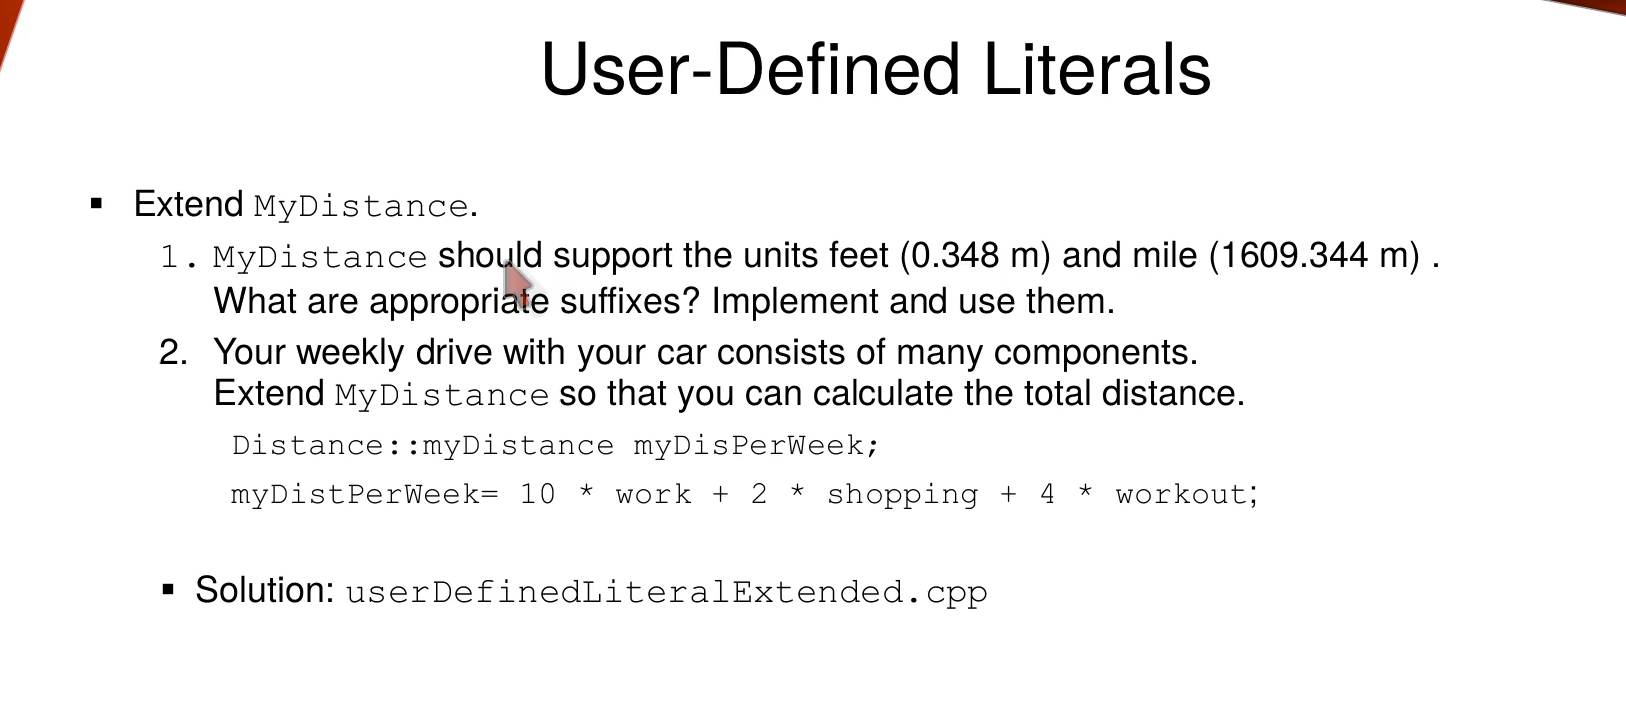 User-Defined Literals
▪ Extend MyDistance.
1. MyDistance should support the units feet (0.348 m) and mile (1609.344 m) .
What are appropriate suffixes? Implement and use them.
2. Your weekly drive with your car consists of many components.
Extend MyDistance so that you can calculate the total distance.
Distance::myDistance myDisPerWeek;
myDistPerWeek= 10 * work + 2 * shopping + 4 * workout;
▪ Solution: userDefinedLiteralExtended.cpp